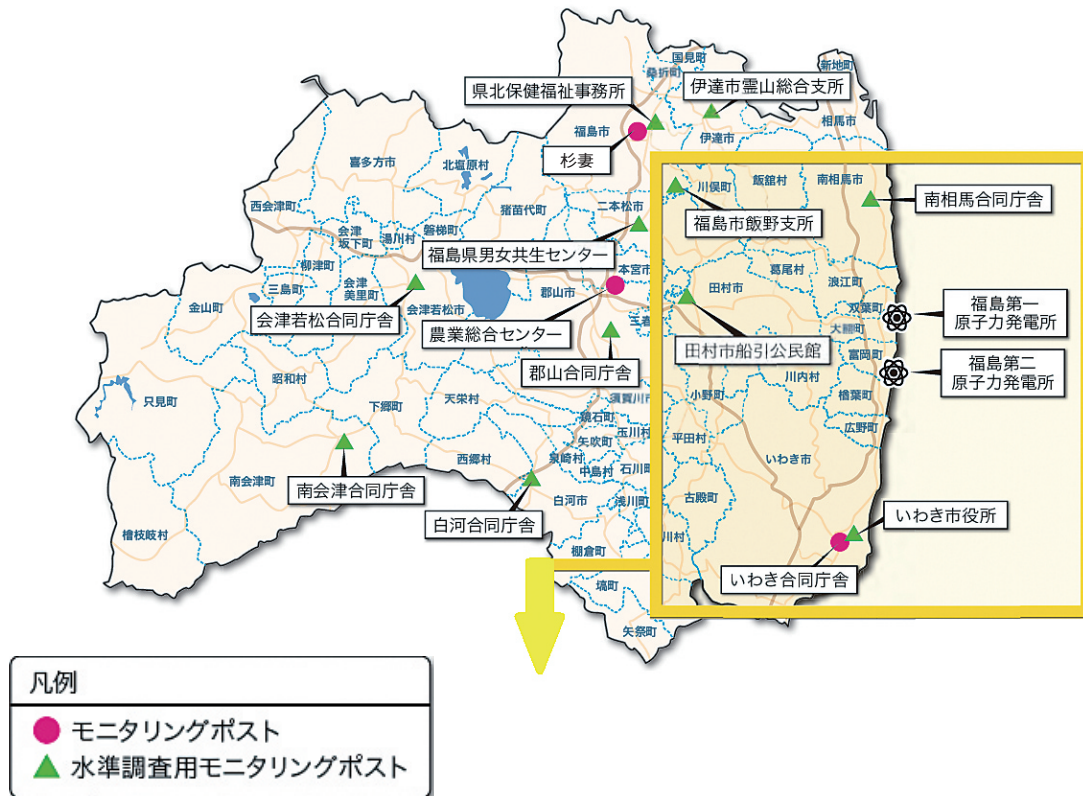 国見町
桑折町
新地町
県北保健福祉事務所
伊達市霊山総合支所
相馬市
福島市
伊達市
杉妻
喜多方市
北塩原村
川俣町
飯舘村
南相馬市
南相馬合同庁舎
西会津町
猪苗代町
二本松市
福島市飯野支所
会津
坂下町
湯川村
磐梯町
福島県男女共生センター
柳津町
本宮市
葛尾村
浪江町
三島町
会津
美里町
金山町
会津若松市
郡山市
田村市
双葉町
福島第一
原子力発電所
会津若松合同庁舎
農業総合センター
三春
田村市船引公民館
郡山合同庁舎
富岡町
福島第二
原子力発電所
昭和村
川内村
只見町
下郷町
天栄村
須賀川市
小野町
楢葉町
鏡石町
広野町
玉川村
矢吹町
平田村
西郷村
泉崎村
中島村
石川町
いわき市
南会津町
南会津合同庁舎
白河市
浅川町
古殿町
白河合同庁舎
いわき市役所
檜枝岐村
棚倉町
川村
いわき合同庁舎
塙町
矢祭町
凡例
モニタリングポスト
水準調査用モニタリングポスト